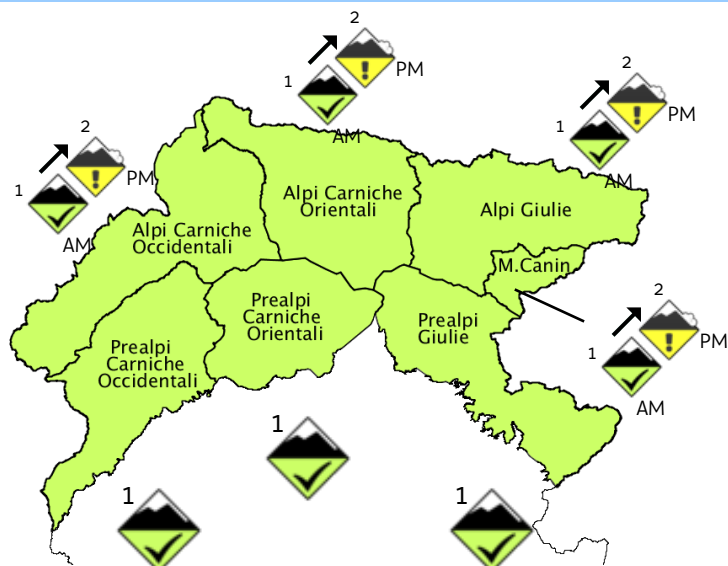 2
1
PM
AM
2
1
PM
AM
2
1
PM
AM
Alpi Carniche
Orientali
Alpi Giulie
Alpi Carniche
Occidentali
M.Canin
Prealpi
Carniche
Orientali
Prealpi
Giulie
Prealpi
Carniche
Occidentali
2
1
PM
AM
1
1
1